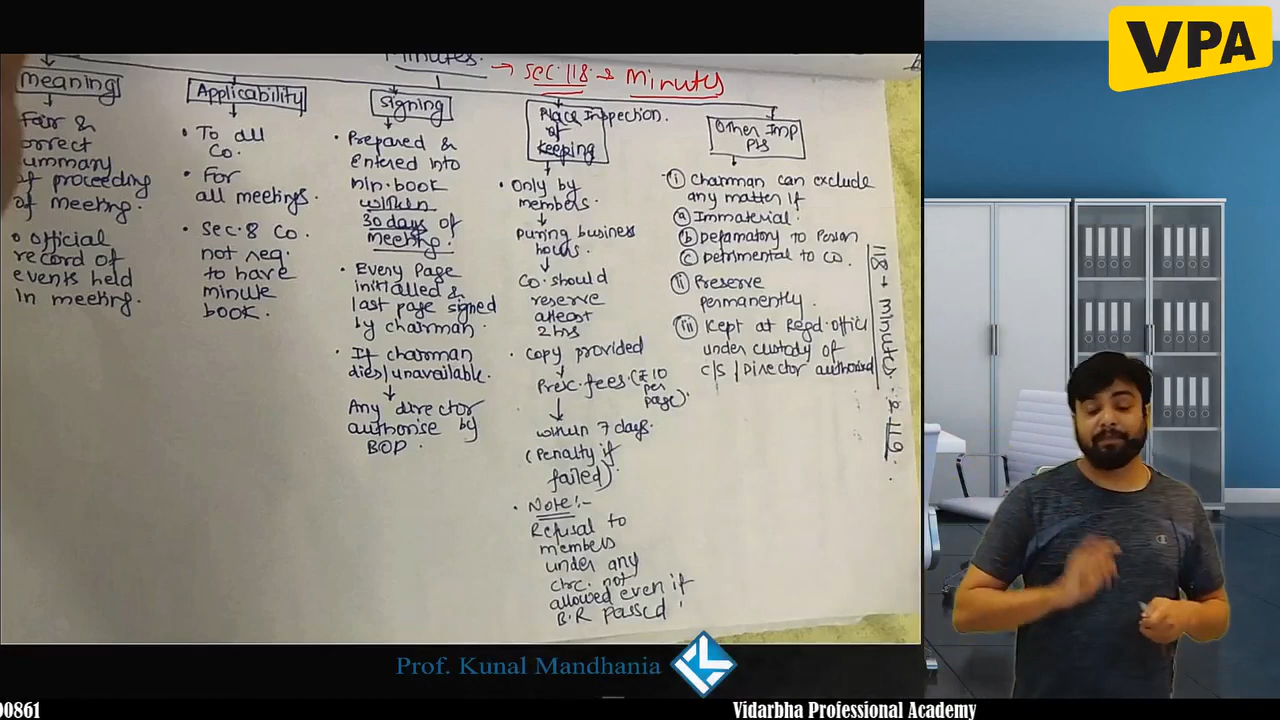 VPA
Minutes. → Sec. 118 → Minuts
Meaning
Fair &
orrect
ummary
of proceeding
of meeting.
official
record of
events held
in meeting.
Applicability
• To all
Co.
• For
all meetings.
• Sec. 8 Co.
not req.
to have
minute
book.
Signing
• Prepared &
Entered into
Min. book
within
30 days of
meeting.
• Every Page
initialled &
last page signed
by chairman.
• If chairman
dies/unavailable.
Any director
authorise by
BOD.
Place Inspection.
of
keeping
• Only by
members.
During business
hours.
Co. should
reserve
atleast
2 hrs
• Copy provided
Presc. fees (₹10
per
page).
within 7 days.
(Penalty if
failed)
• Note:-
Refusal to
members
under any
circ. not
allowed even if
B.R passed
Other Imp
Pts
(i) Chairman can exclude
any matter if
(a) Immaterial.
(b) Defamatory to Person
(c) Detrimental to Co.
(ii) Preserve
permanently.
(iii) Kept at Regd. offic
under custody of
C/S / Director authorised
118 → Minutes.
119.
Prof. Kunal Mandhania
00861
Vidarbha Professional Academy